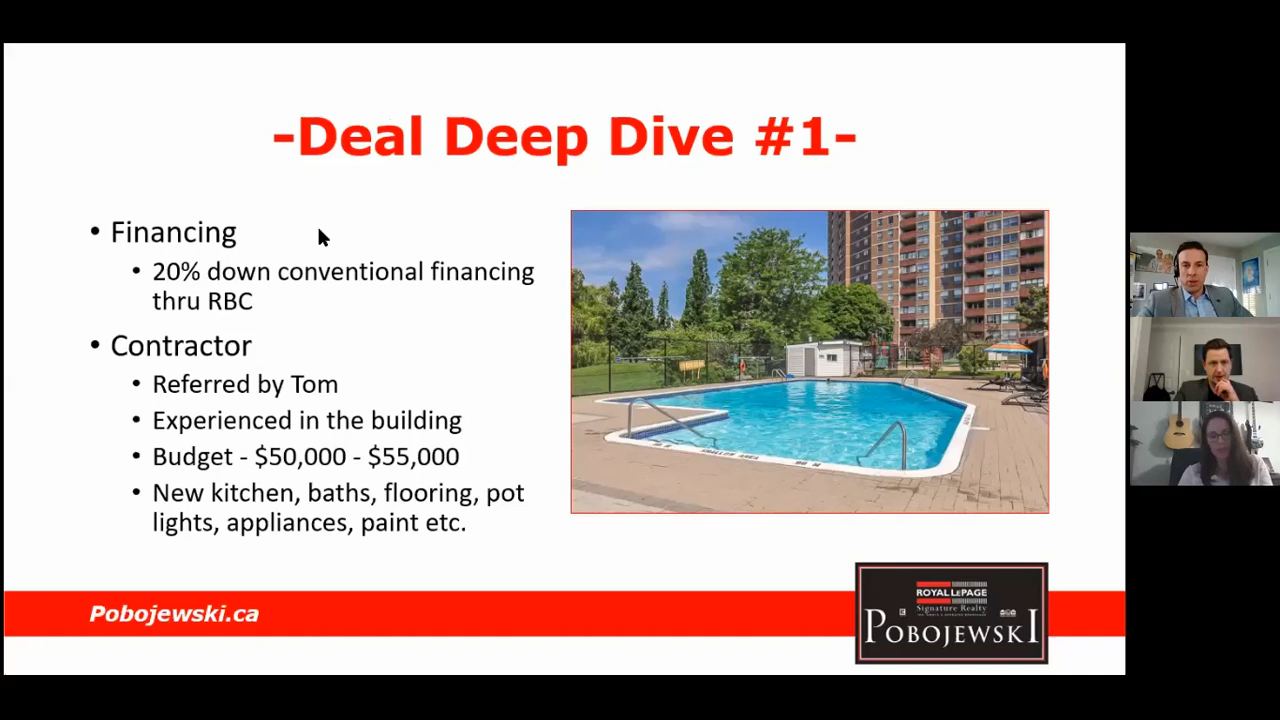 -Deal Deep Dive #1-
• Financing
• 20% down conventional financing
thru RBC
• Contractor
• Referred by Tom
• Experienced in the building
• Budget - $50,000 - $55,000
• New kitchen, baths, flooring, pot
lights, appliances, paint etc.
Pobojewski.ca
ROYAL LEPAGE
Signature Realty
POBOJEWSKI